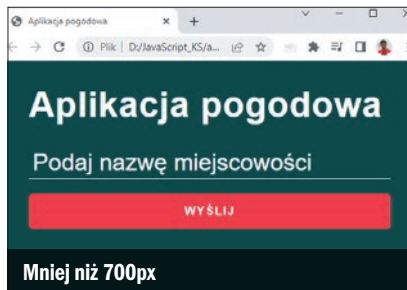 Aplikacja pogodowa
Plik | D:/JavaScript_KS/a...
Aplikacja pogodowa
Podaj nazwę miejscowości
WYŚLIJ
Mniej niż 700px